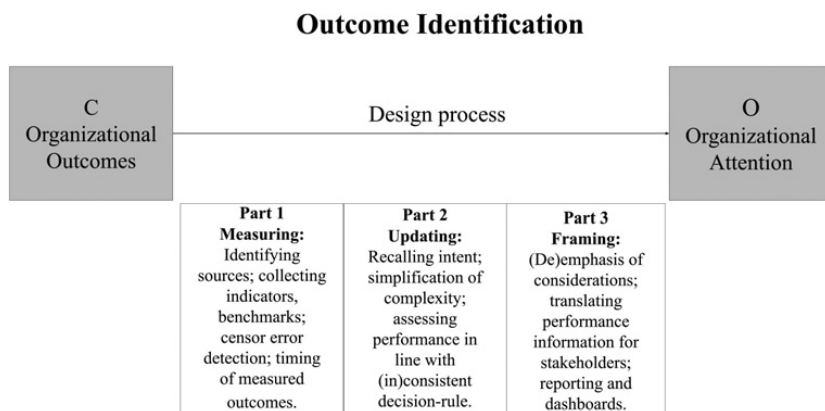 Outcome Identification
C
Organizational
Outcomes
Design process
O
Organizational
Attention
Part 1
Measuring:
Identifying
sources; collecting
indicators,
benchmarks;
censor error
detection; timing
of measured
outcomes.
Part 2
Updating:
Recalling intent;
simplification of
complexity;
assessing
performance in
line with
(in)consistent
decision-rule.
Part 3
Framing:
(De)emphasis of
considerations;
translating
performance
information for
stakeholders;
reporting and
dashboards.